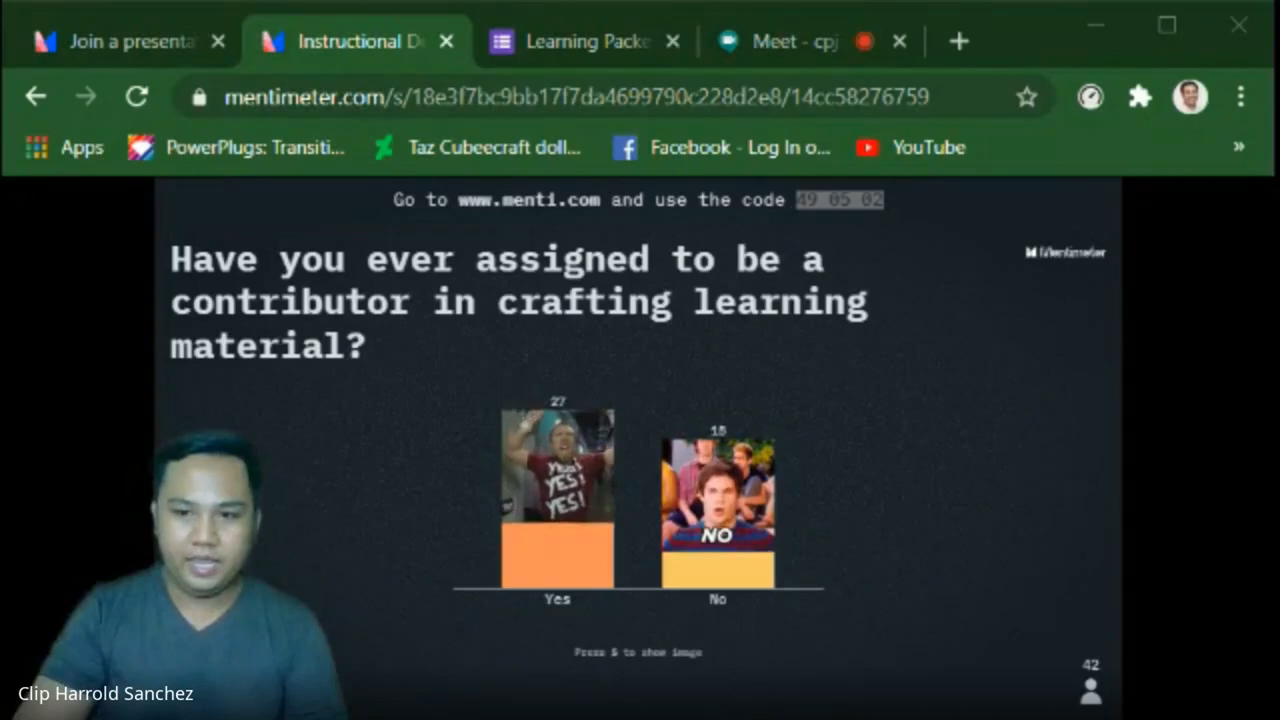 Join a presenta
Instructional De
Learning Packe
Meet - cpj
mentimeter.com/s/18e3f7bc9bb17f7da4699790c228d2e8/14cc58276759
Apps
PowerPlugs: Transiti...
Taz Cubeecraft doll...
Facebook - Log In o...
YouTube
»
Go to www.menti.com and use the code 49 05 02
Have you ever assigned to be a
contributor in crafting learning
material?
Mentimeter
27
15
YES!
YES!
NO
Yes
No
Press S to show image
42
Clip Harrold Sanchez